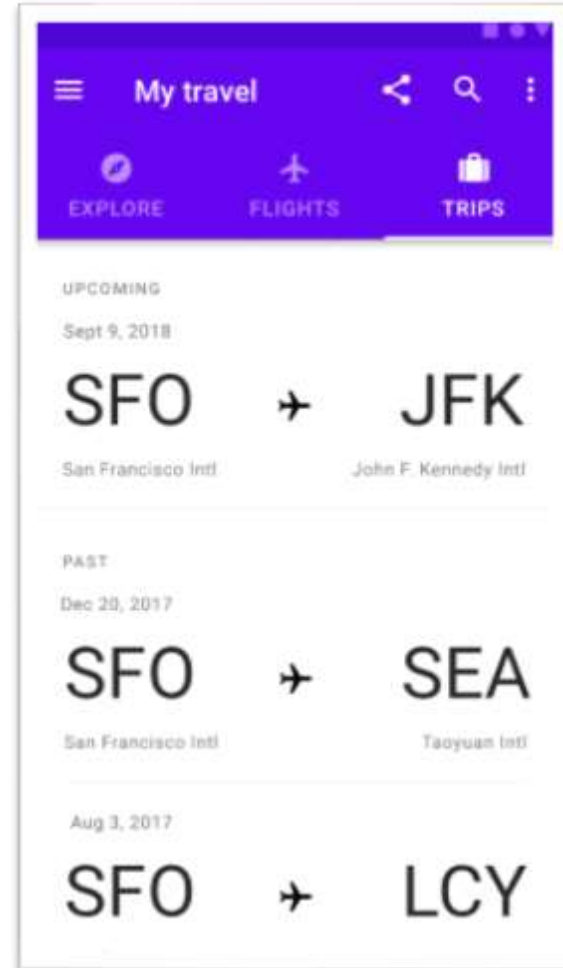 My travel
EXPLORE FLIGHTS TRIPS
UPCOMING
Sept 9, 2018
SFO JFK
San Francisco Intl John F. Kennedy Intl
PAST
Dec 20, 2017
SFO SEA
San Francisco Intl Taoyuan Intl
Aug 3, 2017
SFO LCY